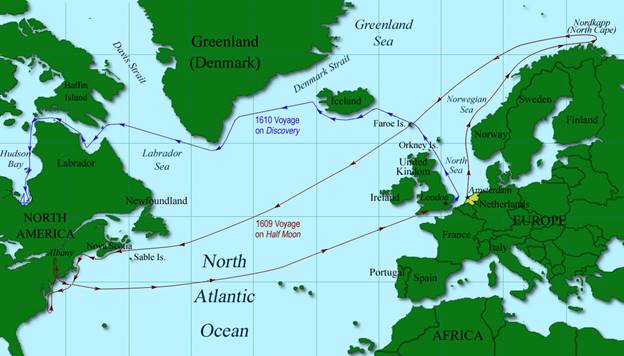 Greenland
Sea
Nordkapp
(North Cape)
Greenland
(Denmark)
Davis Strait
Baffin
Island
Denmark Strait
Iceland
Norwegian
Sea
Sweden
Finland
Norway
1610 Voyage
on Discovery
Faroe Is.
Orkney Is.
North
Sea
Hudson
Bay
Labrador
Labrador
Sea
United
Kingdom
Ireland
London
Amsterdam
Netherlands
Newfoundland
NORTH
AMERICA
EUROPE
1609 Voyage
on Half Moon
France
Nova Scotia
Albany
Sable Is.
Italy
North
Atlantic
Ocean
Portugal
Spain
AFRICA